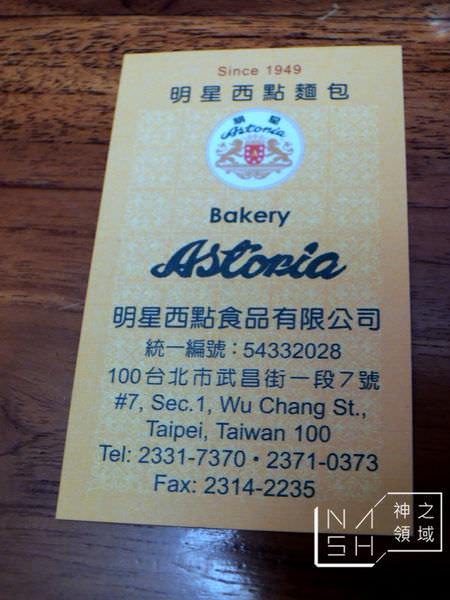 Since 1949
明星西點麵包
明星
Astoria
Bakery
Astoria
明星西點食品有限公司
統一編號：54332028
100台北市武昌街一段7號
#7, Sec.1, Wu Chang St.,
Taipei, Taiwan 100
Tel: 2331-7370・2371-0373
Fax: 2314-2235
NASH
神之領域